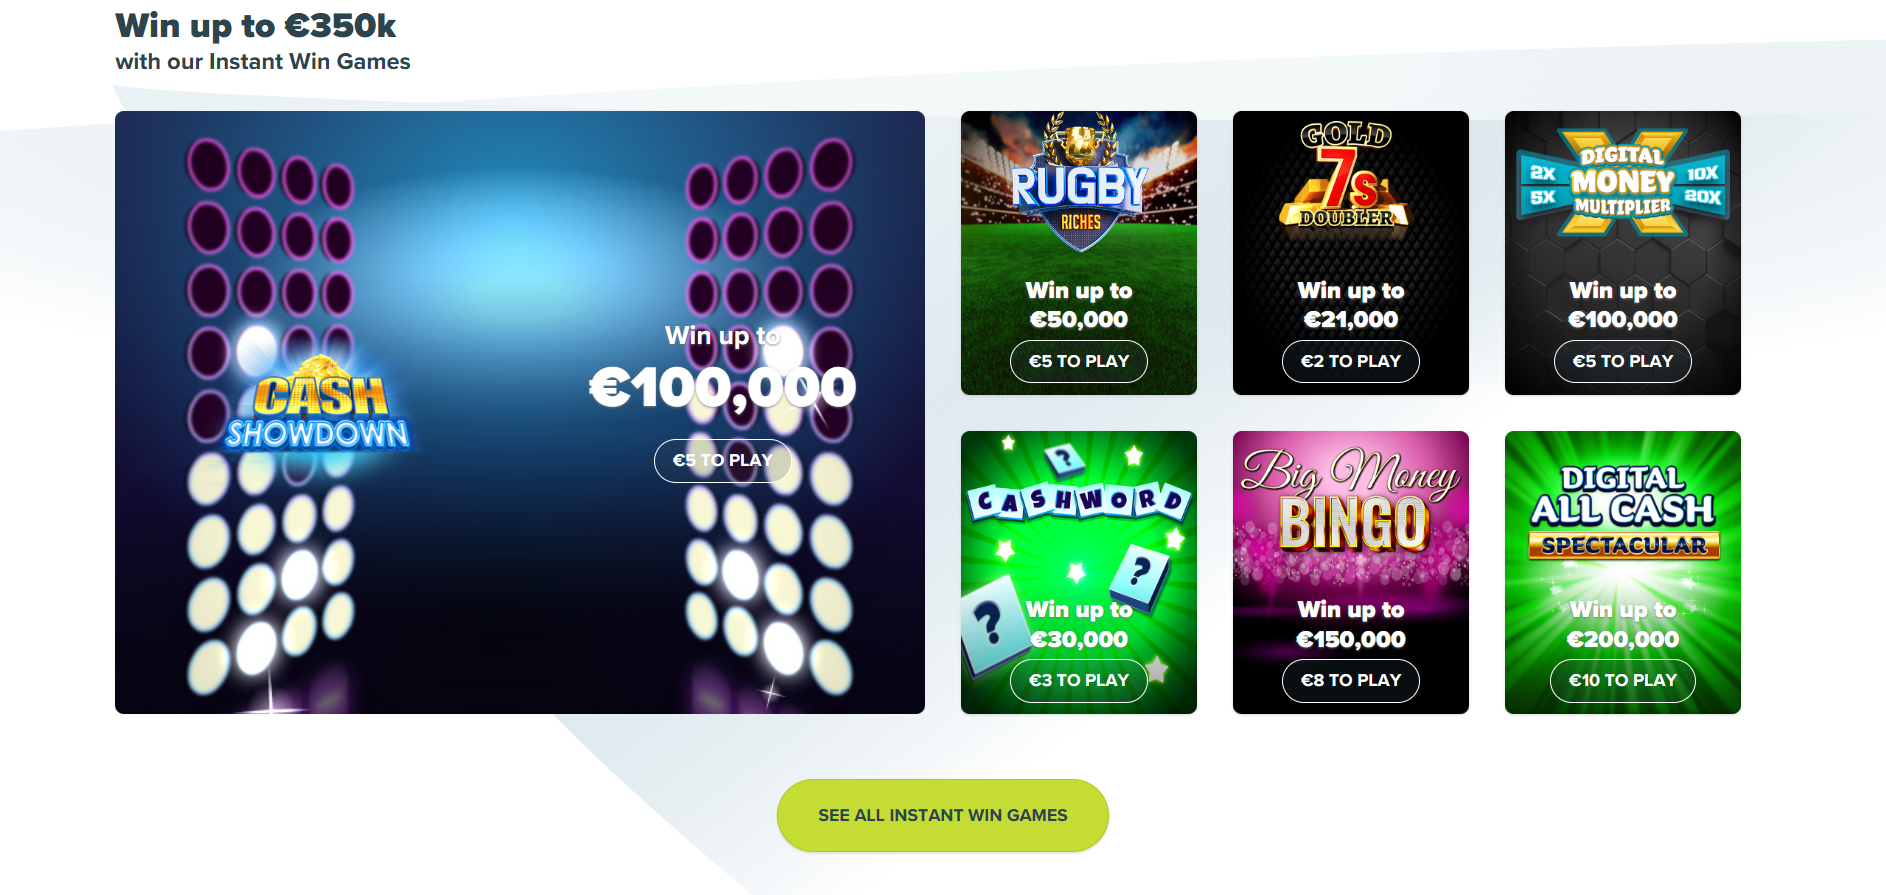 Win up to €350k
with our Instant Win Games
CASH
SHOWDOWN
Win up to
€100,000
€5 TO PLAY
RUGBY
RICHES
Win up to
€50,000
€5 TO PLAY
GOLD
7s
DOUBLER
Win up to
€21,000
€2 TO PLAY
DIGITAL
2X MONEY 10X
5X MULTIPLIER 20X
Win up to
€100,000
€5 TO PLAY
?
CASHWORD
?
?
Win up to
€30,000
€3 TO PLAY
Big Money
BINGO
Win up to
€150,000
€8 TO PLAY
DIGITAL
ALL CASH
SPECTACULAR
Win up to
€200,000
€10 TO PLAY
SEE ALL INSTANT WIN GAMES